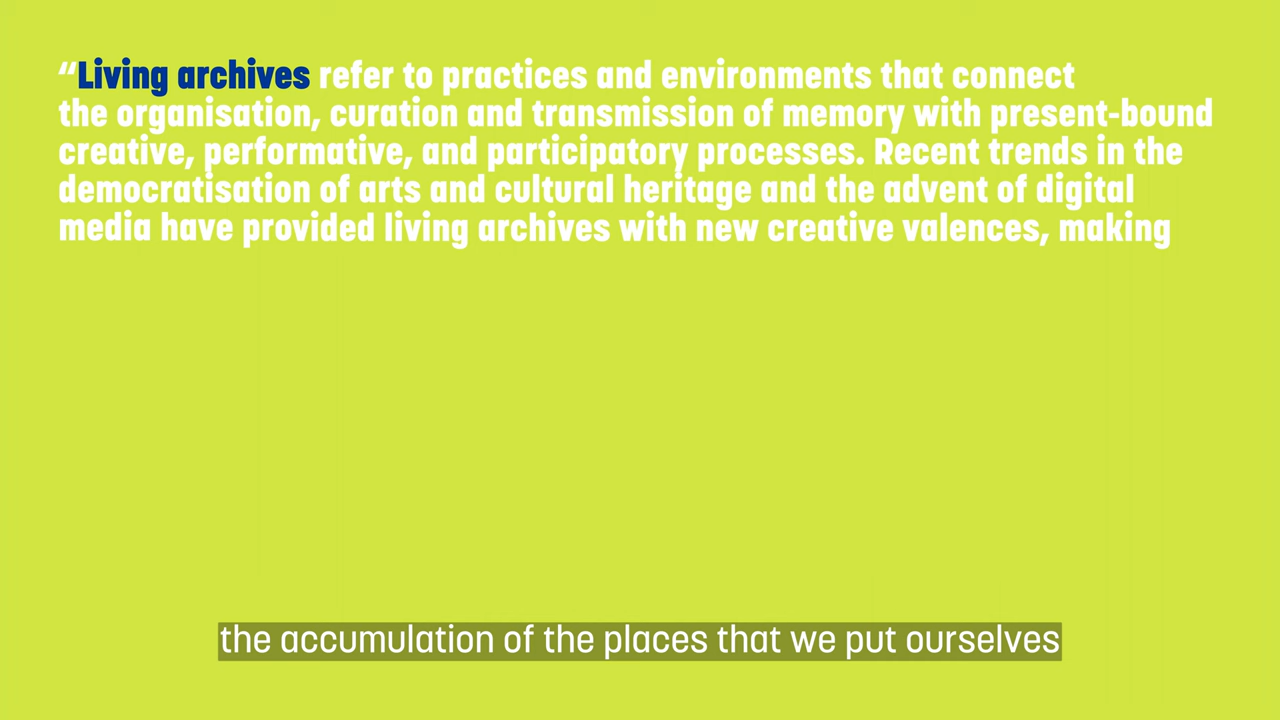 “Living archives refer to practices and environments that connect
the organisation, curation and transmission of memory with present-bound
creative, performative, and participatory processes. Recent trends in the
democratisation of arts and cultural heritage and the advent of digital
media have provided living archives with new creative valences, making
the accumulation of the places that we put ourselves